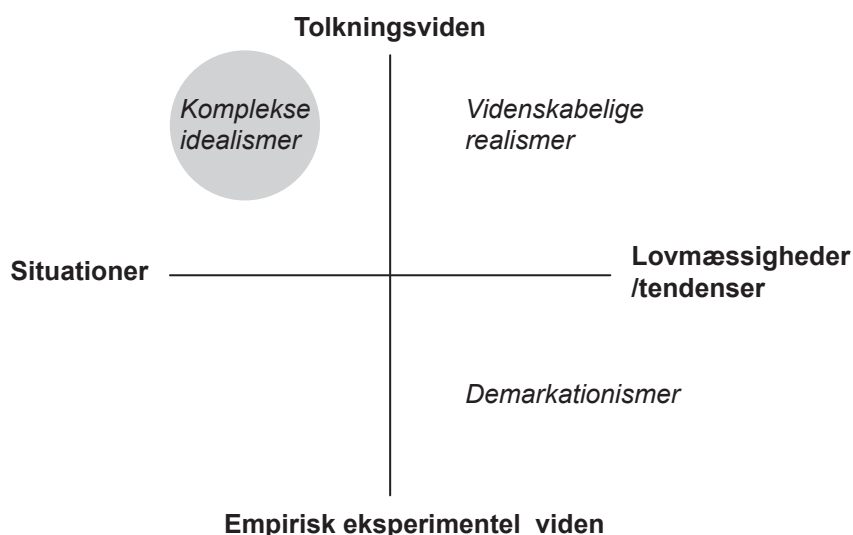 Tolkningsviden
Komplekse
idealismer
Videnskabelige
realismer
Situationer
Lovmæssigheder
/tendenser
Demarkationismer
Empirisk eksperimentel viden